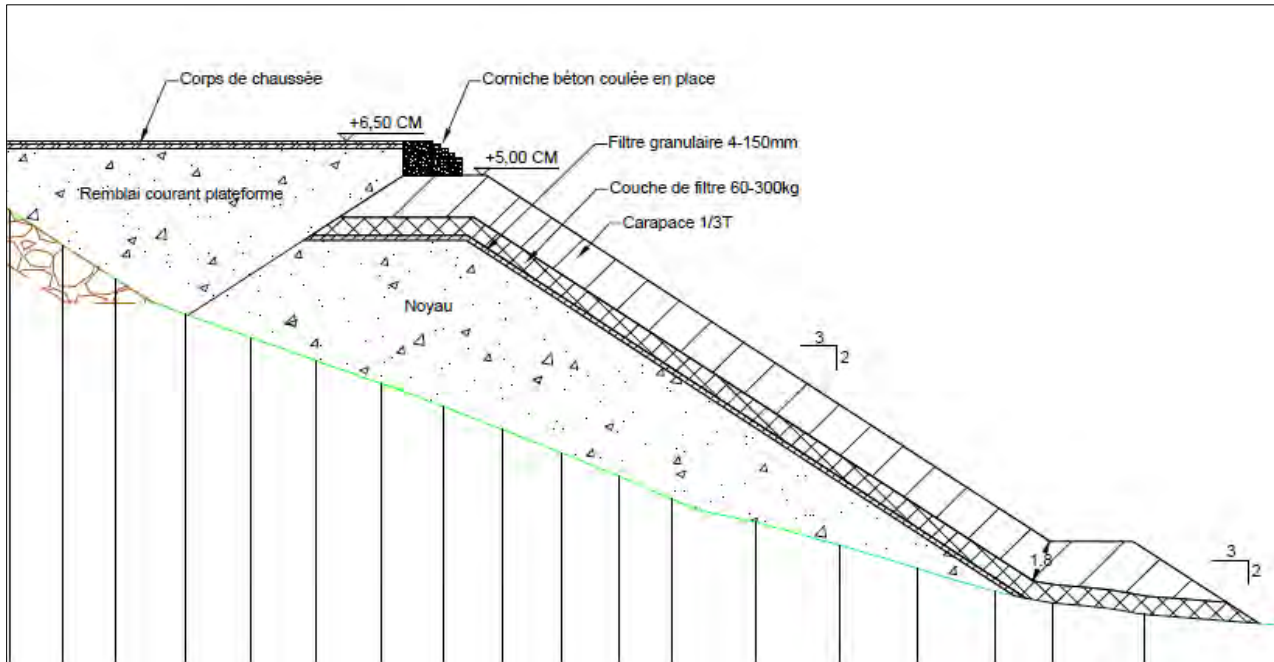 Corps de chaussée
Corniche béton coulée en place
+6,50 CM
+5,00 CM
Filtre granulaire 4-150mm
Couche de filtre 60-300kg
Remblai courant plateforme
Carapace 1/3T
Noyau
3
2
3
2
1.8